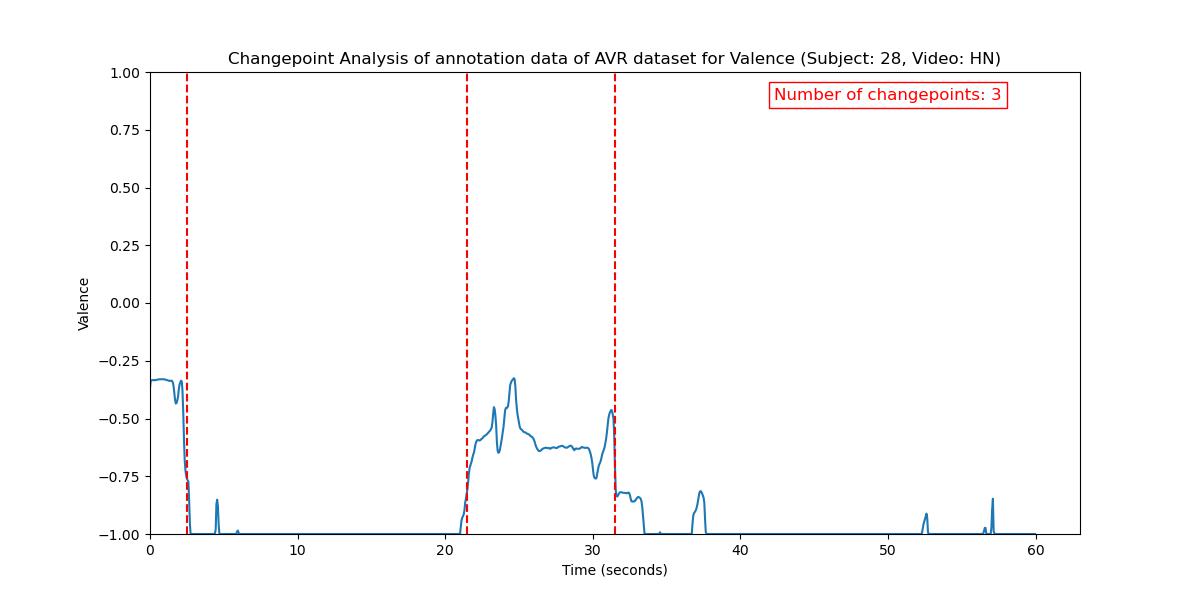 Changepoint Analysis of annotation data of AVR dataset for Valence (Subject: 28, Video: HN)
Number of changepoints: 3
1.00
0.75
0.50
0.25
0.00
−0.25
−0.50
−0.75
−1.00
Valence
0 10 20 30 40 50 60
Time (seconds)